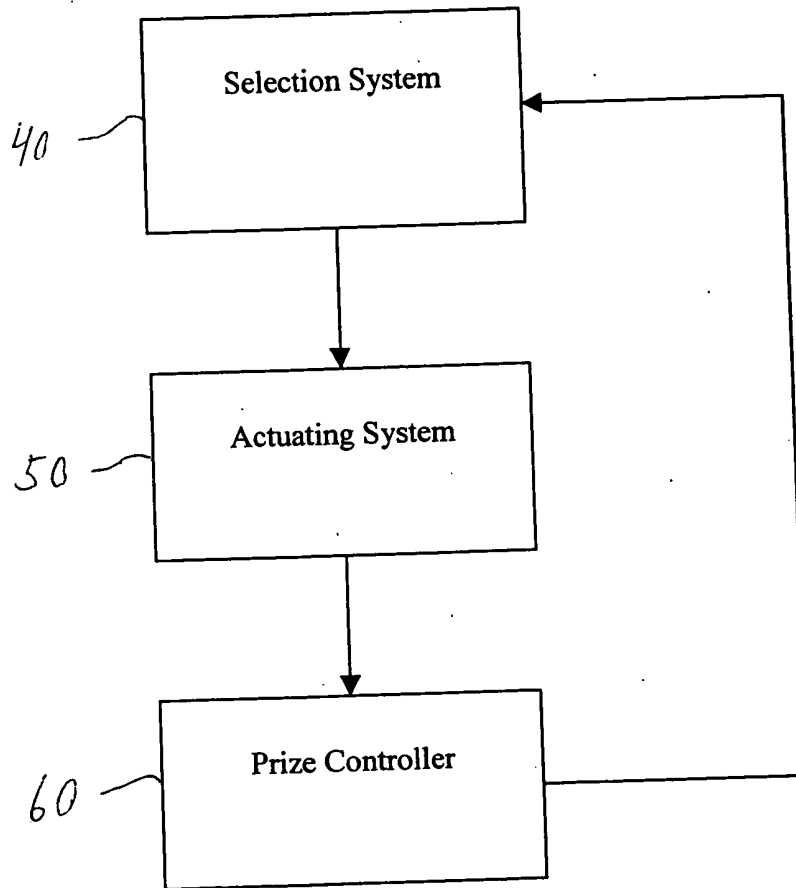 Selection System
40
Actuating System
50
Prize Controller
60